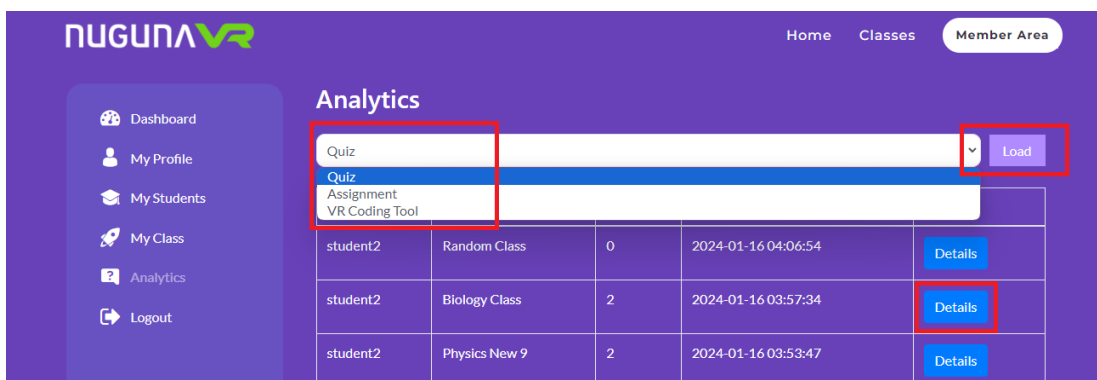 NUGUNAVR
Home Classes Member Area
Analytics
Dashboard
My Profile
My Students
My Class
Analytics
Logout
Quiz
Load
Quiz
Assignment
VR Coding Tool
student2 Random Class 0 2024-01-16 04:06:54 Details
student2 Biology Class 2 2024-01-16 03:57:34 Details
student2 Physics New 9 2 2024-01-16 03:53:47 Details